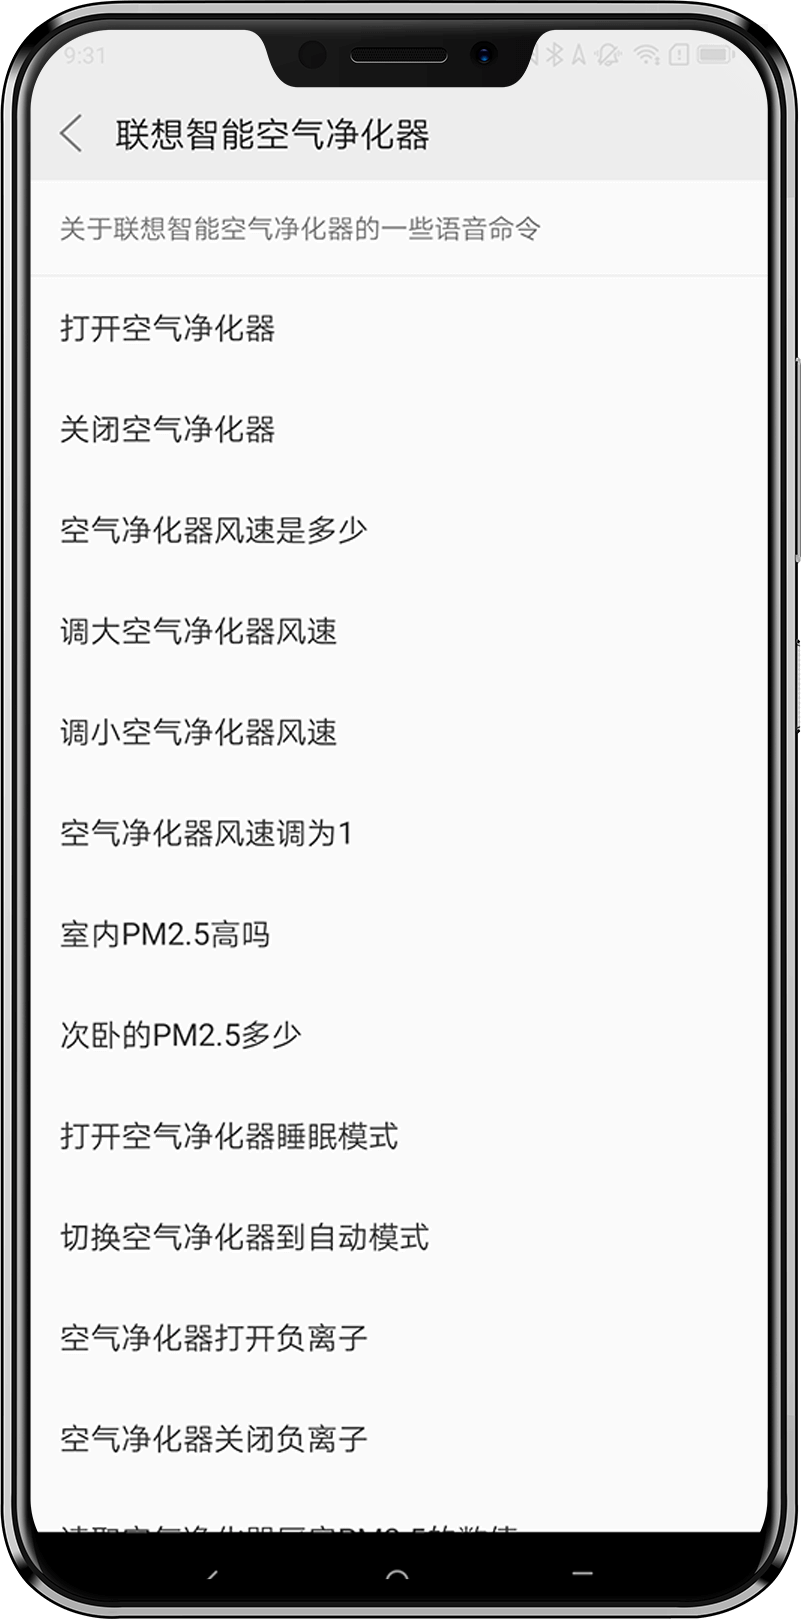 9:31
联想智能空气净化器
关于联想智能空气净化器的一些语音命令
打开空气净化器
关闭空气净化器
空气净化器风速是多少
调大空气净化器风速
调小空气净化器风速
空气净化器风速调为1
室内PM2.5高吗
次卧的PM2.5多少
打开空气净化器睡眠模式
切换空气净化器到自动模式
空气净化器打开负离子
空气净化器关闭负离子